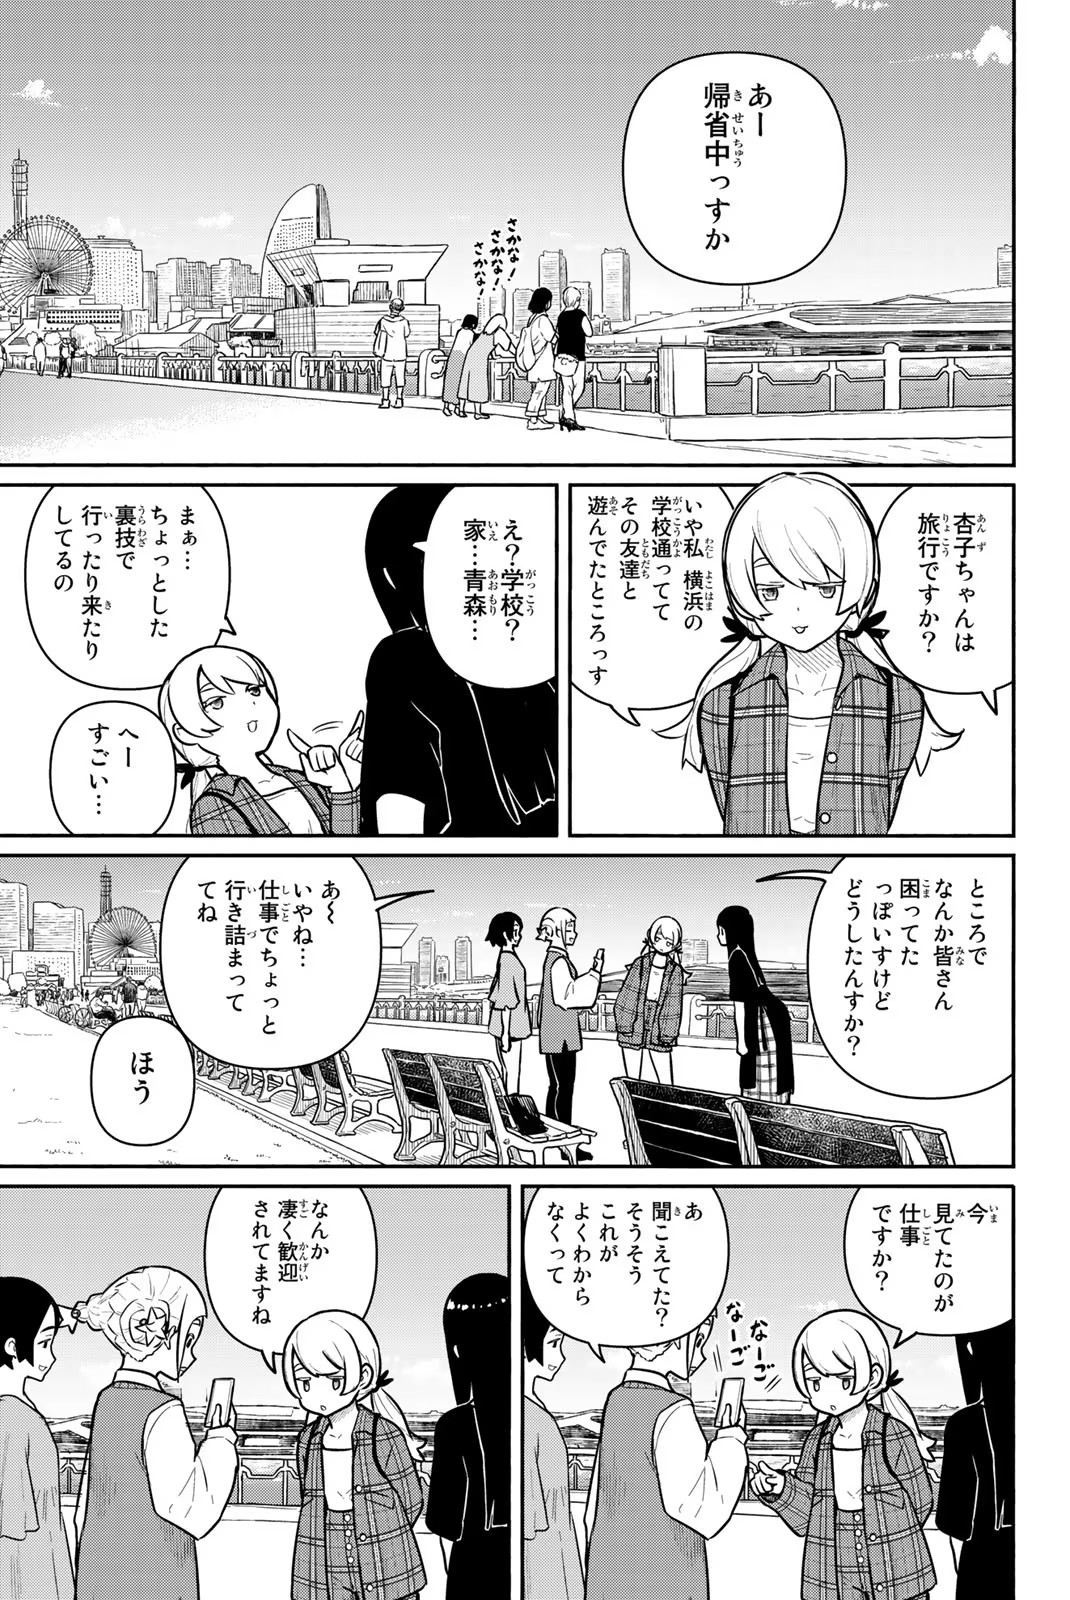 あー
帰省中っすか
さかな！
さかな！
さかな！
杏子ちゃんは
旅行ですか？
いや私 横浜の
学校通ってて
その友達と
遊んでたところっす
え？学校？
家…青森…
まぁ…
ちょっとした
裏技で
行ったり来たり
してるの
へー
すごい…
ところで
なんか皆さん
困ってた
っぽいすけど
どうしたんすか？
あ〜
いやね…
仕事でちょっと
行き詰まって
てね
ほう
今
見てたのが
仕事
ですか？
あ
聞こえてた？
そうそう
これが
よくわから
なくって
なーご
なーご
なんか
凄く歓迎
されてますね